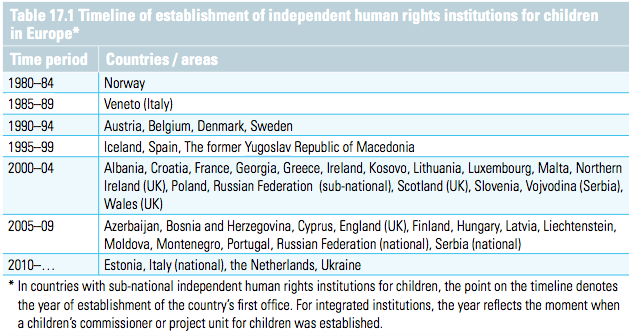 Table 17.1 Timeline of establishment of independent human rights institutions for children
in Europe*
Time period Countries / areas
1980–84 Norway
1985–89 Veneto (Italy)
1990–94 Austria, Belgium, Denmark, Sweden
1995–99 Iceland, Spain, The former Yugoslav Republic of Macedonia
2000–04 Albania, Croatia, France, Georgia, Greece, Ireland, Kosovo, Lithuania, Luxembourg, Malta, Northern
Ireland (UK), Poland, Russian Federation (sub-national), Scotland (UK), Slovenia, Vojvodina (Serbia),
Wales (UK)
2005–09 Azerbaijan, Bosnia and Herzegovina, Cyprus, England (UK), Finland, Hungary, Latvia, Liechtenstein,
Moldova, Montenegro, Portugal, Russian Federation (national), Serbia (national)
2010–… Estonia, Italy (national), the Netherlands, Ukraine
* In countries with sub-national independent human rights institutions for children, the point on the timeline denotes
the year of establishment of the country’s first office. For integrated institutions, the year reflects the moment when
a children’s commissioner or project unit for children was established.